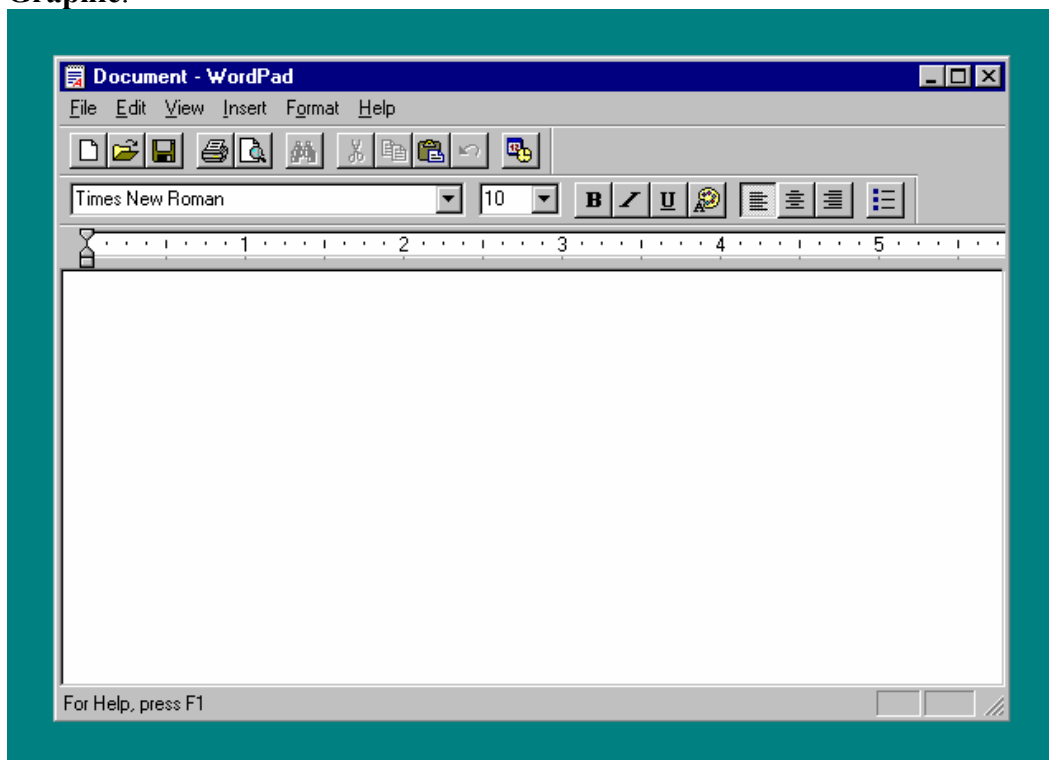 Graphic.
Document - WordPad
File Edit View Insert Format Help
Times New Roman 10 B I U
1 2 3 4 5
For Help, press F1